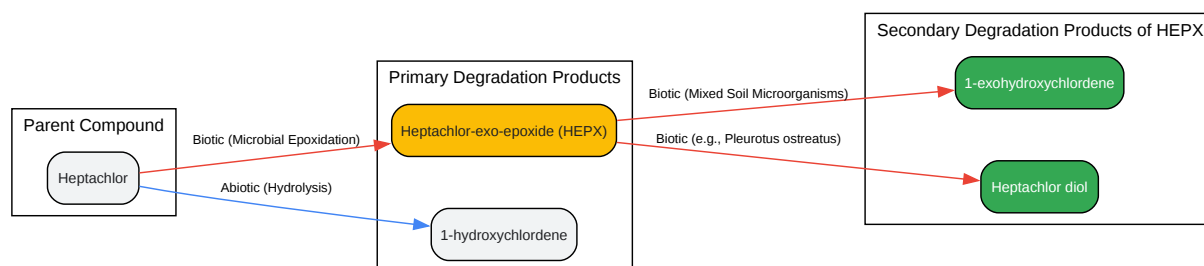 Parent Compound
Heptachlor
Biotic (Microbial Epoxidation)
Abiotic (Hydrolysis)
Primary Degradation Products
Heptachlor-exo-epoxide (HEPX)
1-hydroxychlordene
Biotic (Mixed Soil Microorganisms)
Biotic (e.g., Pleurotus ostreatus)
Secondary Degradation Products of HEPX
1-exohydroxychlordene
Heptachlor diol